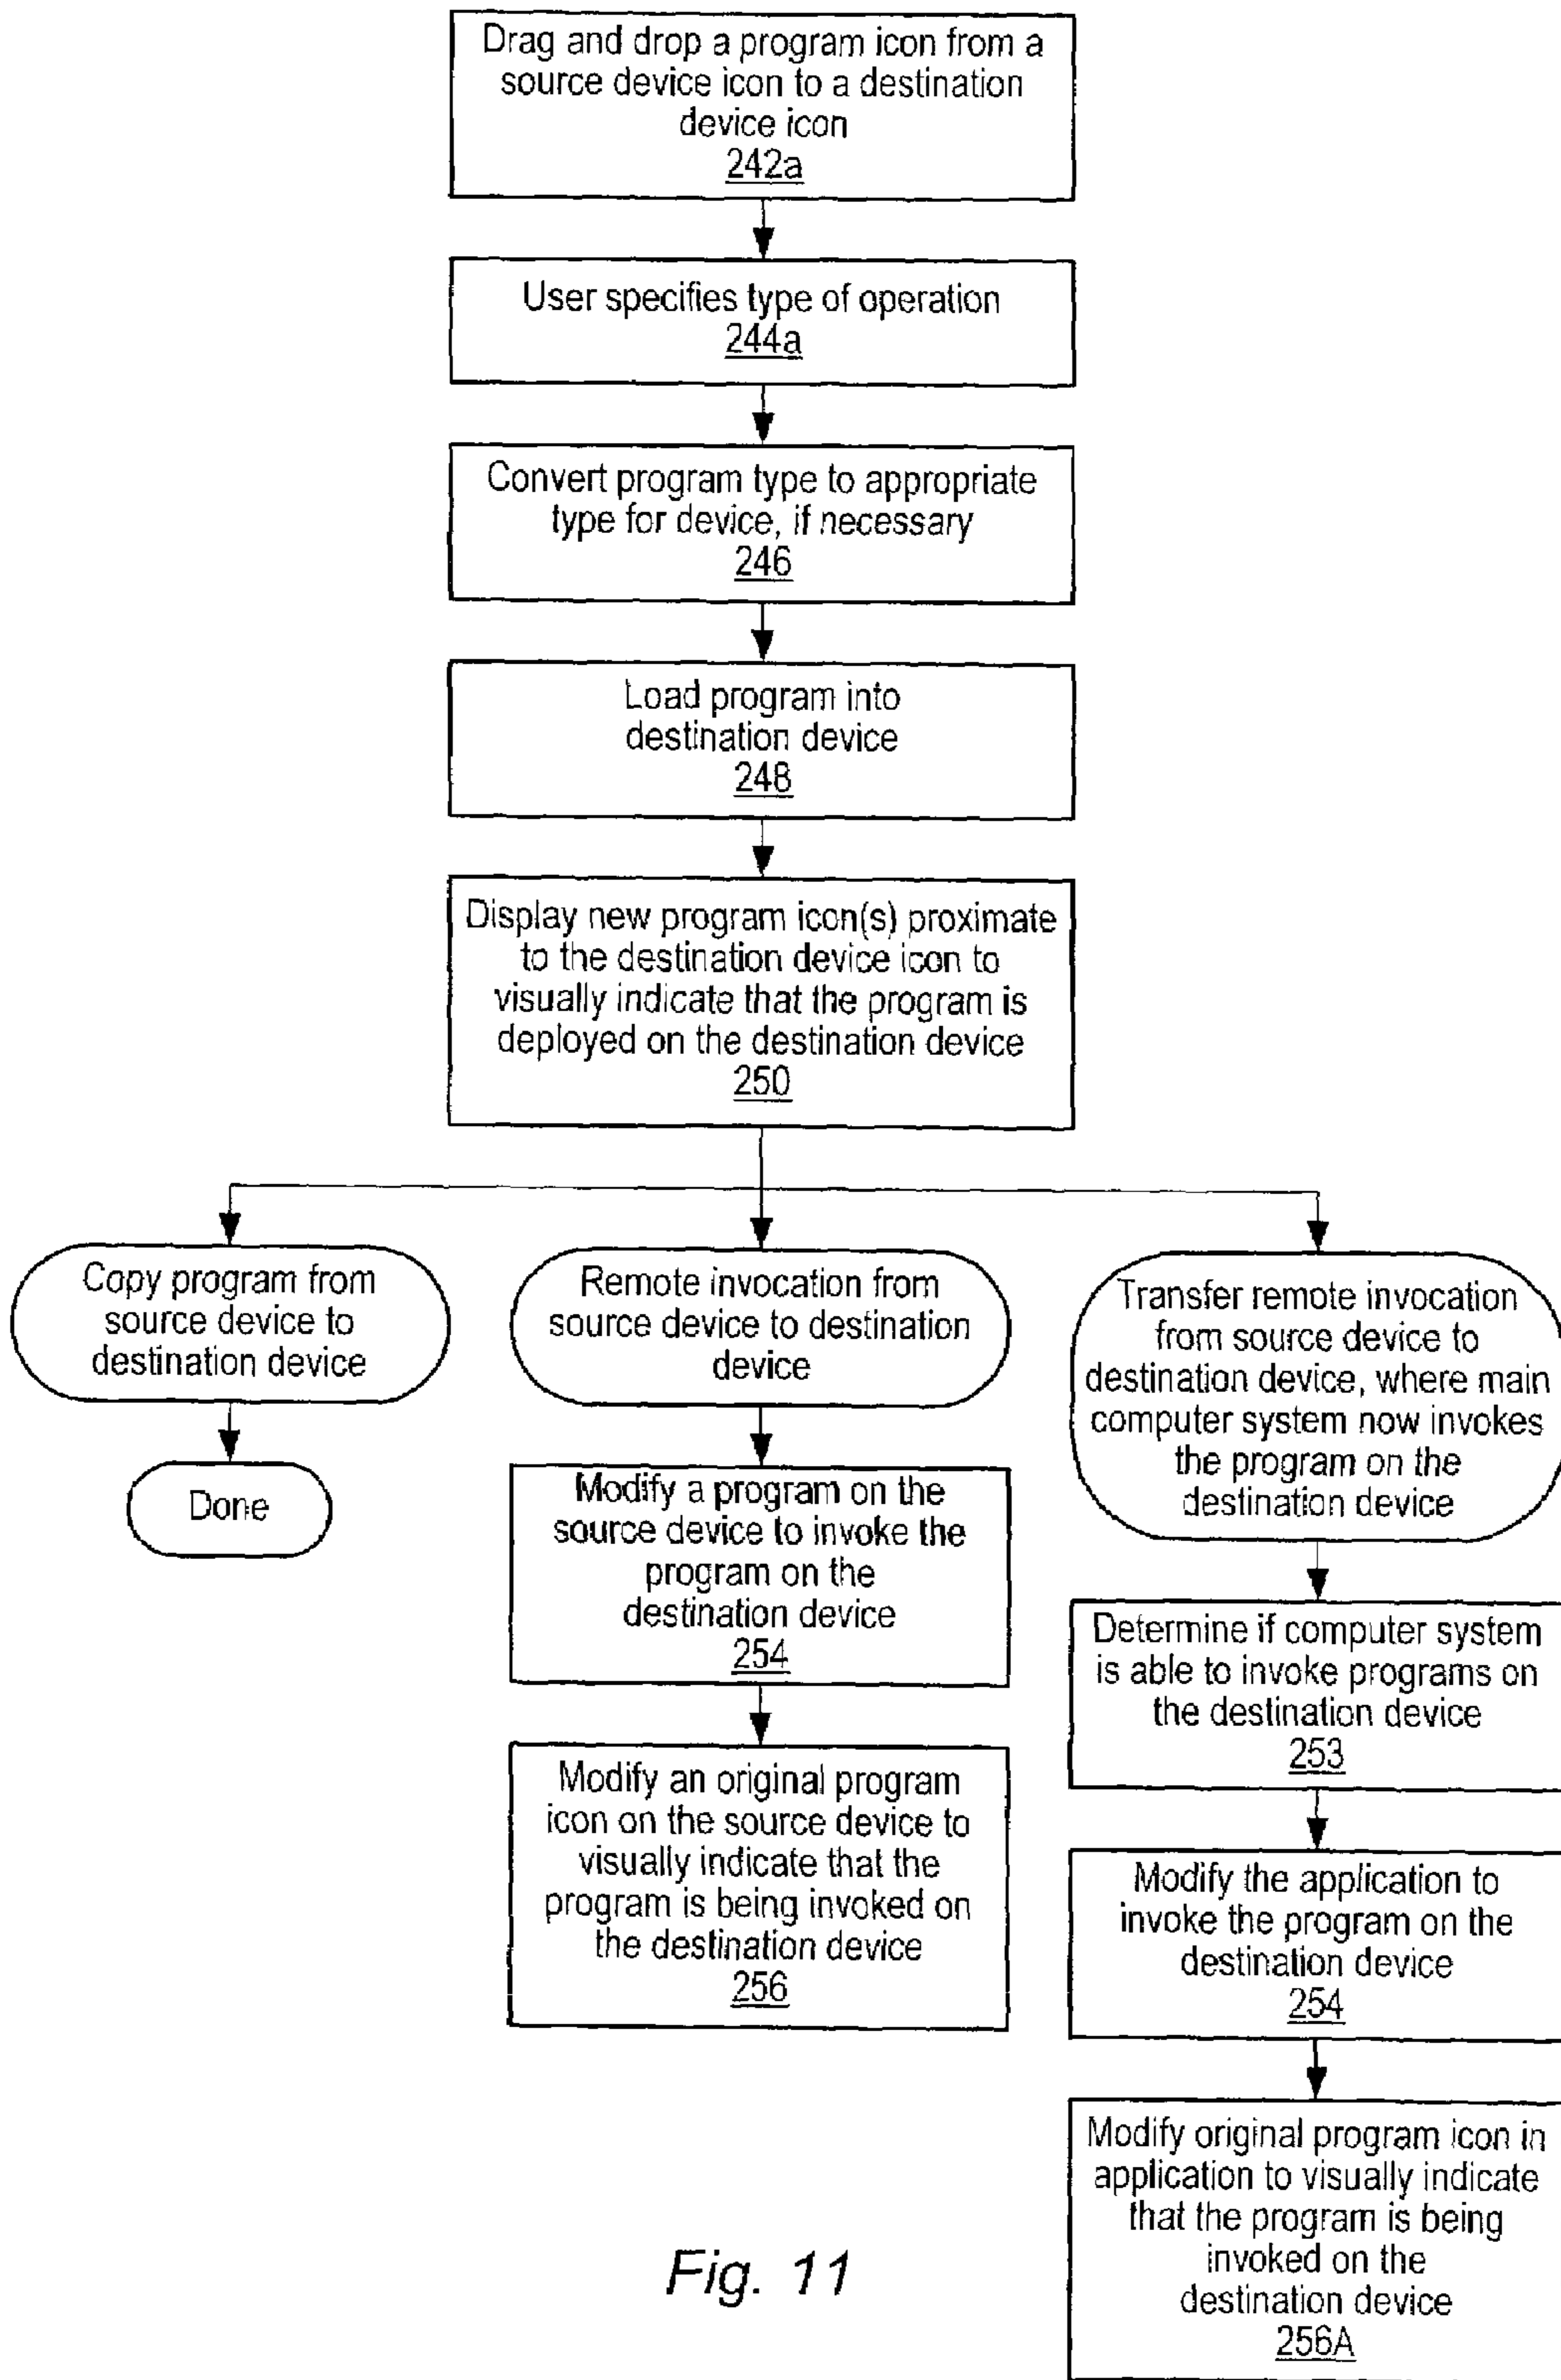 Drag and drop a program icon from a
source device icon to a destination
device icon
242a
User specifies type of operation
244a
Convert program type to appropriate
type for device, if necessary
246
Load program into
destination device
248
Display new program icon(s) proximate
to the destination device icon to
visually indicate that the program is
deployed on the destination device
250
Copy program from
source device to
destination device
Done
Remote invocation from
source device to destination
device
Modify a program on the
source device to invoke the
program on the
destination device
254
Modify an original program
icon on the source device to
visually indicate that the
program is being invoked on
the destination device
256
Transfer remote invocation
from source device to
destination device, where main
computer system now invokes
the program on the
destination device
Determine if computer system
is able to invoke programs on
the destination device
253
Modify the application to
invoke the program on the
destination device
254
Modify original program icon in
application to visually indicate
that the program is being
invoked on the
destination device
256A
Fig. 11